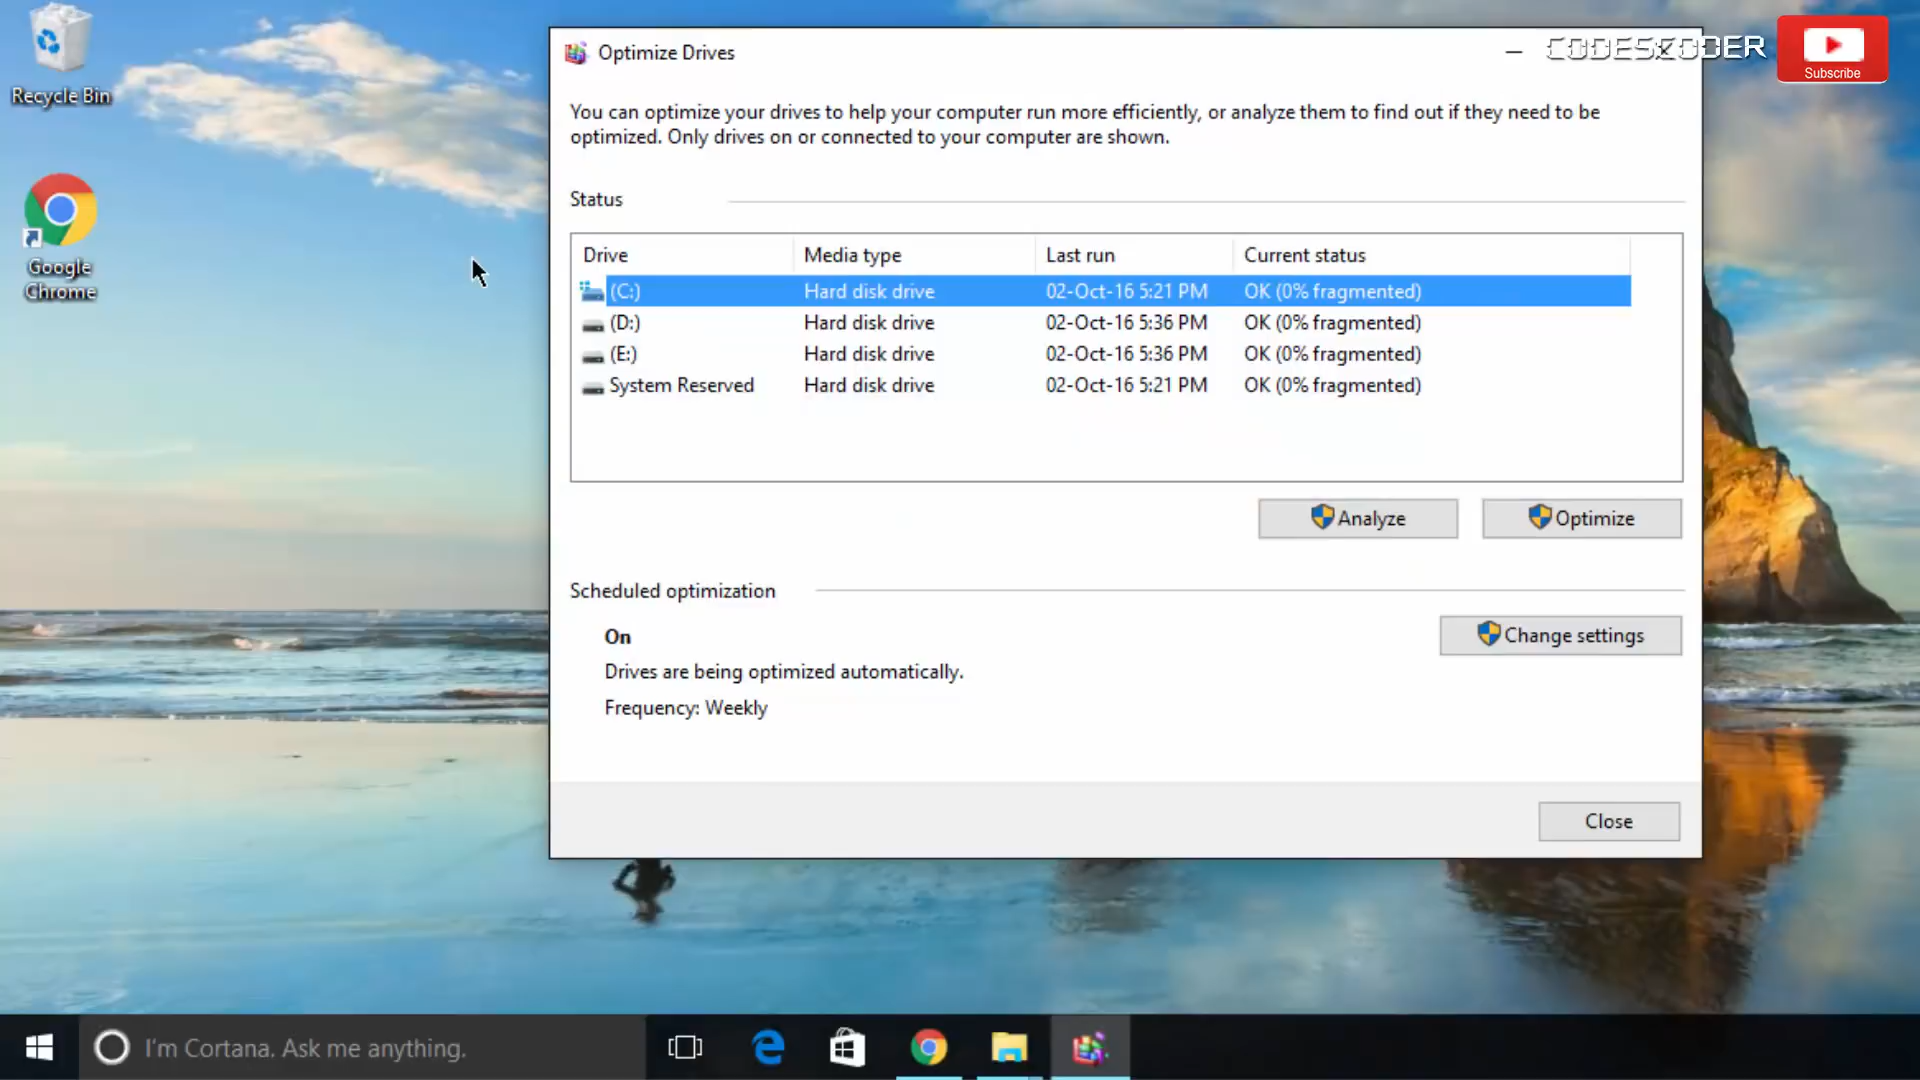 Recycle Bin
Google
Chrome
Optimize Drives
CODESCODER
Subscribe
You can optimize your drives to help your computer run more efficiently, or analyze them to find out if they need to be
optimized. Only drives on or connected to your computer are shown.
Status
Drive Media type Last run Current status
(C:) Hard disk drive 02-Oct-16 5:21 PM OK (0% fragmented)
(D:) Hard disk drive 02-Oct-16 5:36 PM OK (0% fragmented)
(E:) Hard disk drive 02-Oct-16 5:36 PM OK (0% fragmented)
System Reserved Hard disk drive 02-Oct-16 5:21 PM OK (0% fragmented)
Analyze Optimize
Scheduled optimization
On
Change settings
Drives are being optimized automatically.
Frequency: Weekly
Close
I'm Cortana. Ask me anything.